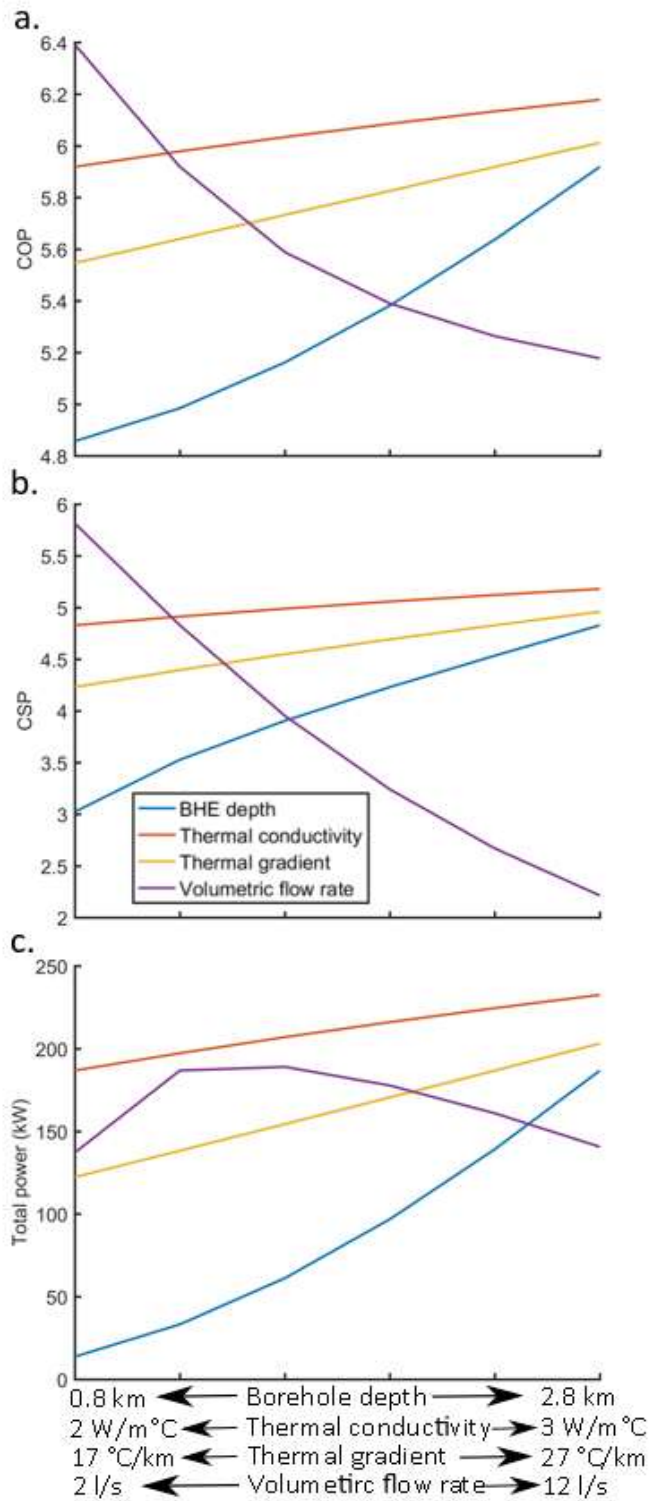 a.
6.4
6.2
6
5.8
5.6
5.4
5.2
5
4.8
COP
b.
6
5.5
5
4.5
4
3.5
3
2.5
2
CSP
BHE depth
Thermal conductivity
Thermal gradient
Volumetric flow rate
c.
250
200
150
100
50
0
Total power (kW)
0.8 km Borehole depth 2.8 km
2 W/m°C Thermal conductivity 3 W/m°C
17 °C/km Thermal gradient 27 °C/km
2 l/s Volumetirc flow rate 12 l/s